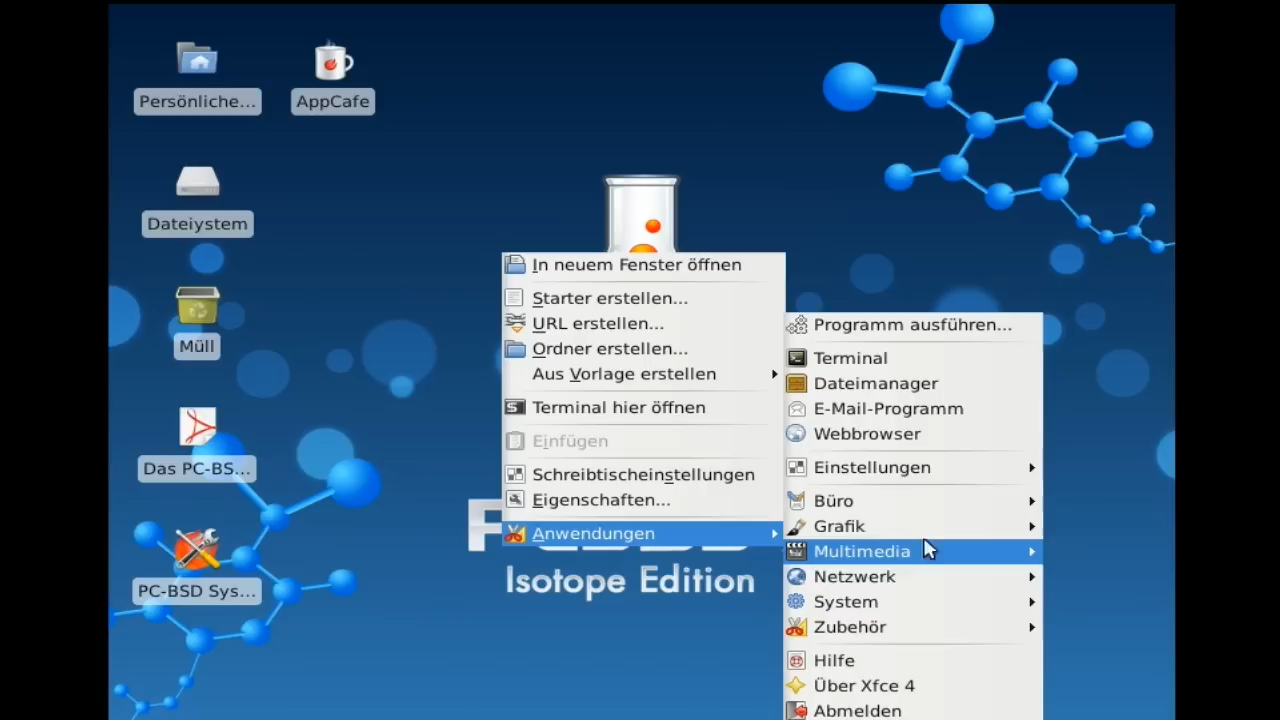 Persönliche...
AppCafe
Dateiystem
Müll
Das PC-BS...
PC-BSD Sys...
In neuem Fenster öffnen
Starter erstellen...
URL erstellen...
Ordner erstellen...
Aus Vorlage erstellen
Terminal hier öffnen
Einfügen
Schreibtischeinstellungen
Eigenschaften...
Anwendungen
Programm ausführen...
Terminal
Dateimanager
E-Mail-Programm
Webbrowser
Einstellungen
Büro
Grafik
Multimedia
Netzwerk
System
Zubehör
Hilfe
Über Xfce 4
Abmelden
Isotope Edition